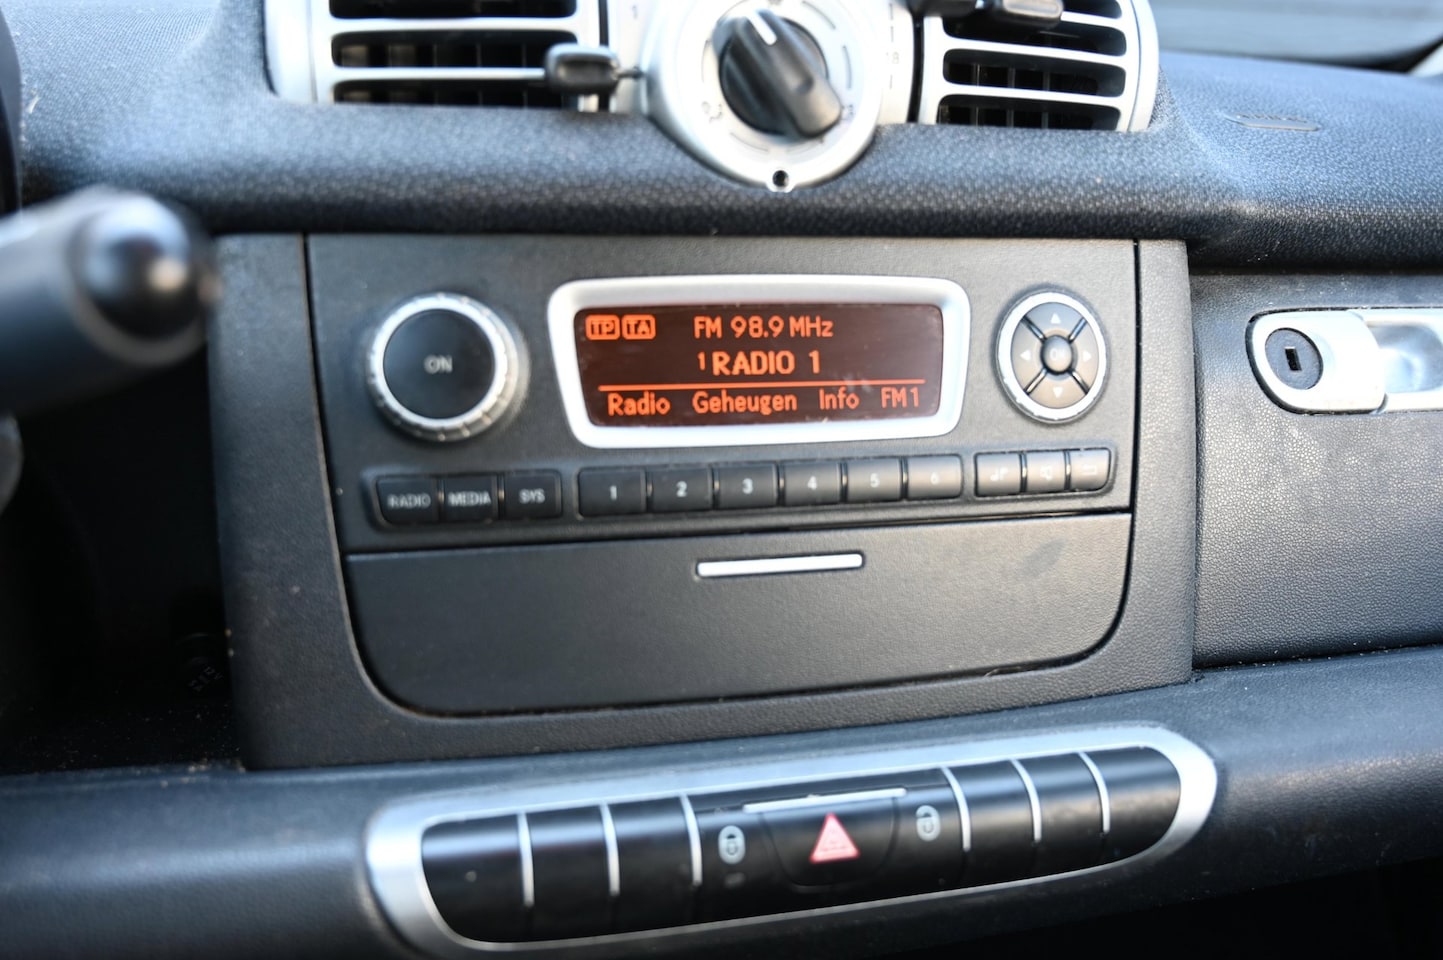 ON
TP TA FM 98.9 MHz
1 RADIO 1
Radio Geheugen Info FM1
OK
RADIO MEDIA SYS 1 2 3 4 5 6